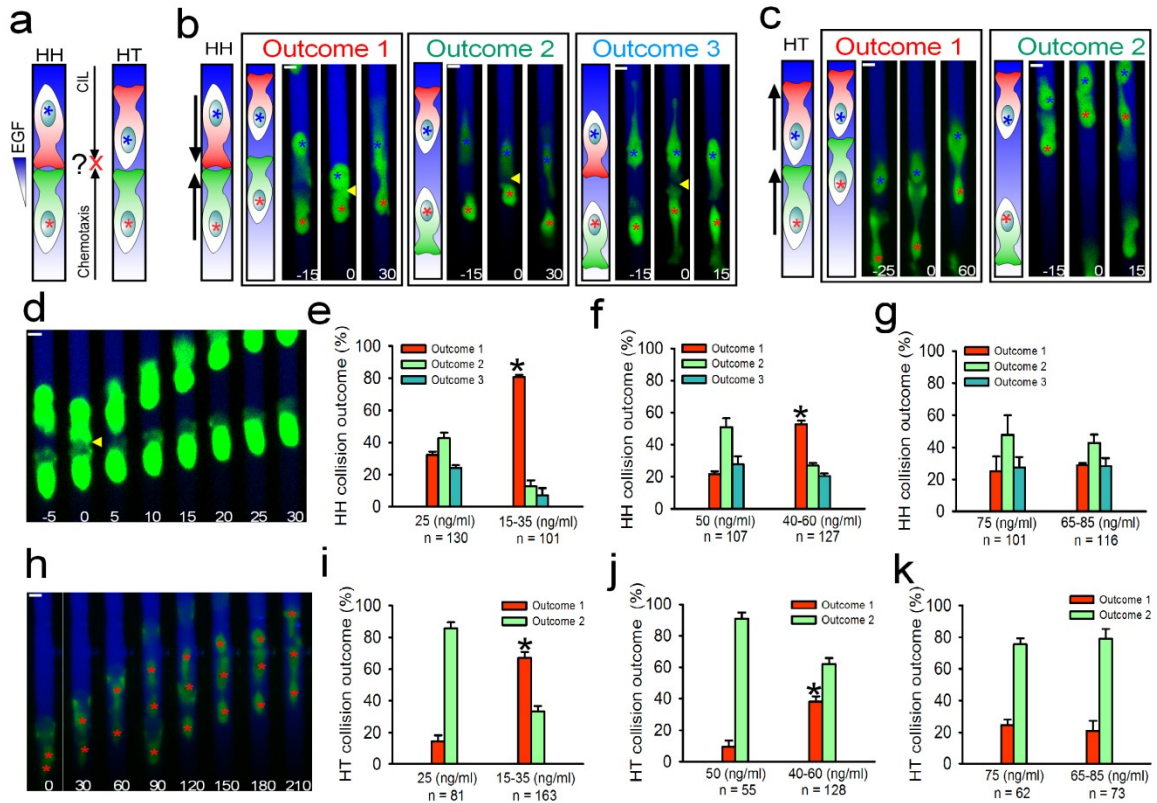 a
HH
HT
CIL
EGF
?
X
Chemotaxis
*
*
*
*
b
HH
Outcome 1
-15
0
30
Outcome 2
-15
0
30
Outcome 3
-15
0
15
c
HT
Outcome 1
-25
0
60
Outcome 2
-15
0
15
d
-5
0
5
10
15
20
25
30
e
HH collision outcome (%)
100
80
60
40
20
0
Outcome 1
Outcome 2
Outcome 3
*
25 (ng/ml)
n = 130
15-35 (ng/ml)
n = 101
f
HH collision outcome (%)
100
80
60
40
20
0
Outcome 1
Outcome 2
Outcome 3
*
50 (ng/ml)
n = 107
40-60 (ng/ml)
n = 127
g
HH collision outcome (%)
100
80
60
40
20
0
Outcome 1
Outcome 2
Outcome 3
75 (ng/ml)
n = 101
65-85 (ng/ml)
n = 116
h
0
30
60
90
120
150
180
210
i
HT collision outcome (%)
100
80
60
40
20
0
Outcome 1
Outcome 2
*
25 (ng/ml)
n = 81
15-35 (ng/ml)
n = 163
j
HT collision outcome (%)
100
80
60
40
20
0
Outcome 1
Outcome 2
*
50 (ng/ml)
n = 55
40-60 (ng/ml)
n = 128
k
HT collision outcome (%)
100
80
60
40
20
0
Outcome 1
Outcome 2
75 (ng/ml)
n = 62
65-85 (ng/ml)
n = 73